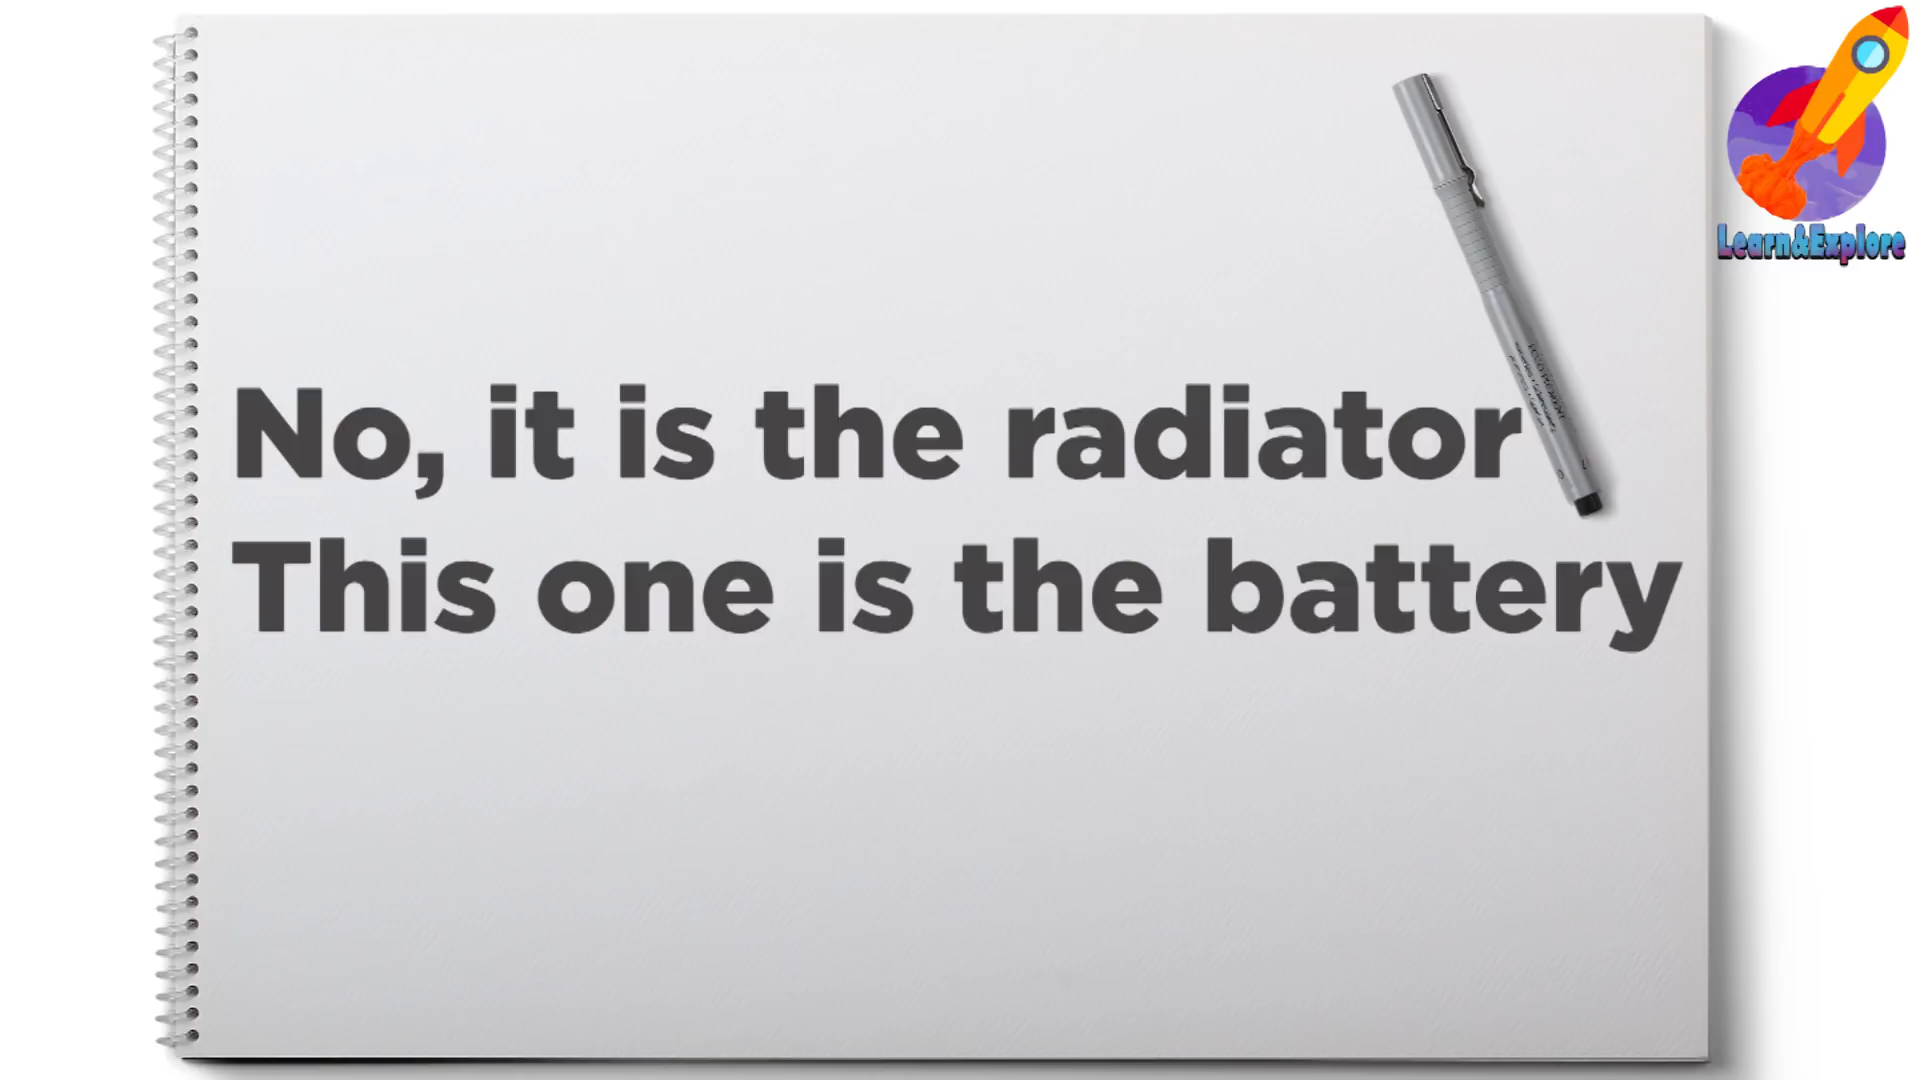 No, it is the radiator
This one is the battery
Learn&Explore